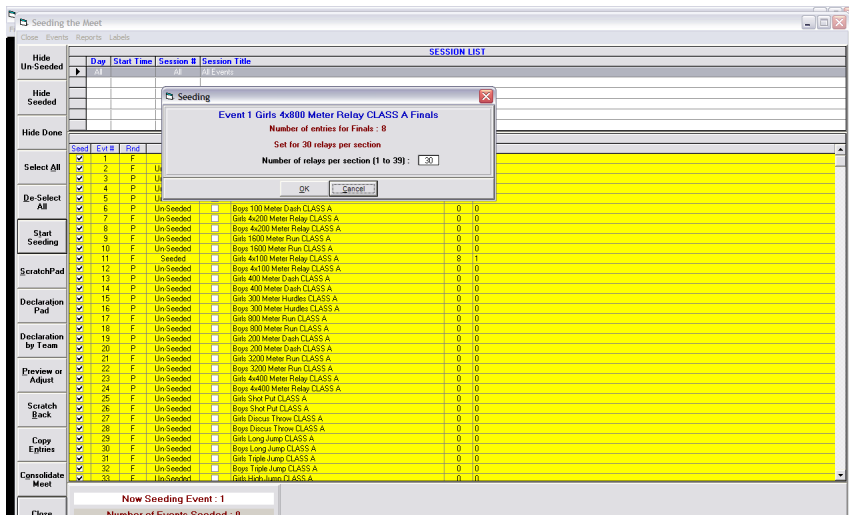 Seeding the Meet
Close Events Reports Labels
Hide Un-Seeded
Hide Seeded
Hide Done
Select All
De-Select All
Start Seeding
ScratchPad
Declaration Pad
Declaration by Team
Preview or Adjust
Scratch Back
Copy Entries
Consolidate Meet
Close
SESSION LIST
Day Start Time Session # Session Title
All All All Events
Seeding
Event 1 Girls 4x800 Meter Relay CLASS A Finals
Number of entries for Finals : 8
Set for 30 relays per section
Number of relays per section (1 to 39) : 30
OK Cancel
Seed Evt # Rnd
1 F
2 F
3 P
4 P
5 P
6 P Un-Seeded Boys 100 Meter Dash CLASS A 0 0
7 F Un-Seeded Girls 4x200 Meter Relay CLASS A 0 0
8 P Un-Seeded Boys 4x200 Meter Relay CLASS A 0 0
9 F Un-Seeded Girls 1600 Meter Run CLASS A 0 0
10 F Un-Seeded Boys 1600 Meter Run CLASS A 0 0
11 F Seeded Girls 4x100 Meter Relay CLASS A 8 1
12 P Un-Seeded Boys 4x100 Meter Relay CLASS A 0 0
13 P Un-Seeded Girls 400 Meter Dash CLASS A 0 0
14 P Un-Seeded Boys 400 Meter Dash CLASS A 0 0
15 P Un-Seeded Girls 300 Meter Hurdles CLASS A 0 0
16 P Un-Seeded Boys 300 Meter Hurdles CLASS A 0 0
17 F Un-Seeded Girls 800 Meter Run CLASS A 0 0
18 F Un-Seeded Boys 800 Meter Run CLASS A 0 0
19 P Un-Seeded Girls 200 Meter Dash CLASS A 0 0
20 P Un-Seeded Boys 200 Meter Dash CLASS A 0 0
21 F Un-Seeded Girls 3200 Meter Run CLASS A 0 0
22 F Un-Seeded Boys 3200 Meter Run CLASS A 0 0
23 P Un-Seeded Girls 4x400 Meter Relay CLASS A 0 0
24 P Un-Seeded Boys 4x400 Meter Relay CLASS A 0 0
25 F Un-Seeded Girls Shot Put CLASS A 0 0
26 F Un-Seeded Boys Shot Put CLASS A 0 0
27 F Un-Seeded Girls Discus Throw CLASS A 0 0
28 F Un-Seeded Boys Discus Throw CLASS A 0 0
29 F Un-Seeded Girls Long Jump CLASS A 0 0
30 F Un-Seeded Boys Long Jump CLASS A 0 0
31 F Un-Seeded Girls Triple Jump CLASS A 0 0
32 F Un-Seeded Boys Triple Jump CLASS A 0 0
33 F Un-Seeded Girls High Jump CLASS A 0 0
Now Seeding Event : 1
Number of Events Seeded : 0